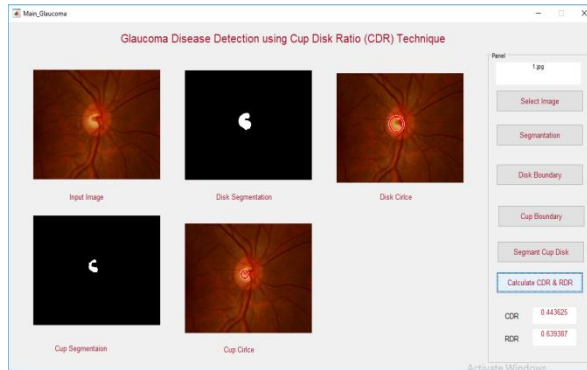 Main_Glaucoma
Glaucoma Disease Detection using Cup Disk Ratio (CDR) Technique
Panel
1.jpg
Select Image
Segmantation
Disk Boundary
Cup Boundary
Segmant Cup Disk
Calculate CDR & RDR
CDR 0.443625
RDR 0.639387
Input Image
Disk Segmentation
Disk Cirlce
Cup Segmentaion
Cup Cirlce
Activate Windows